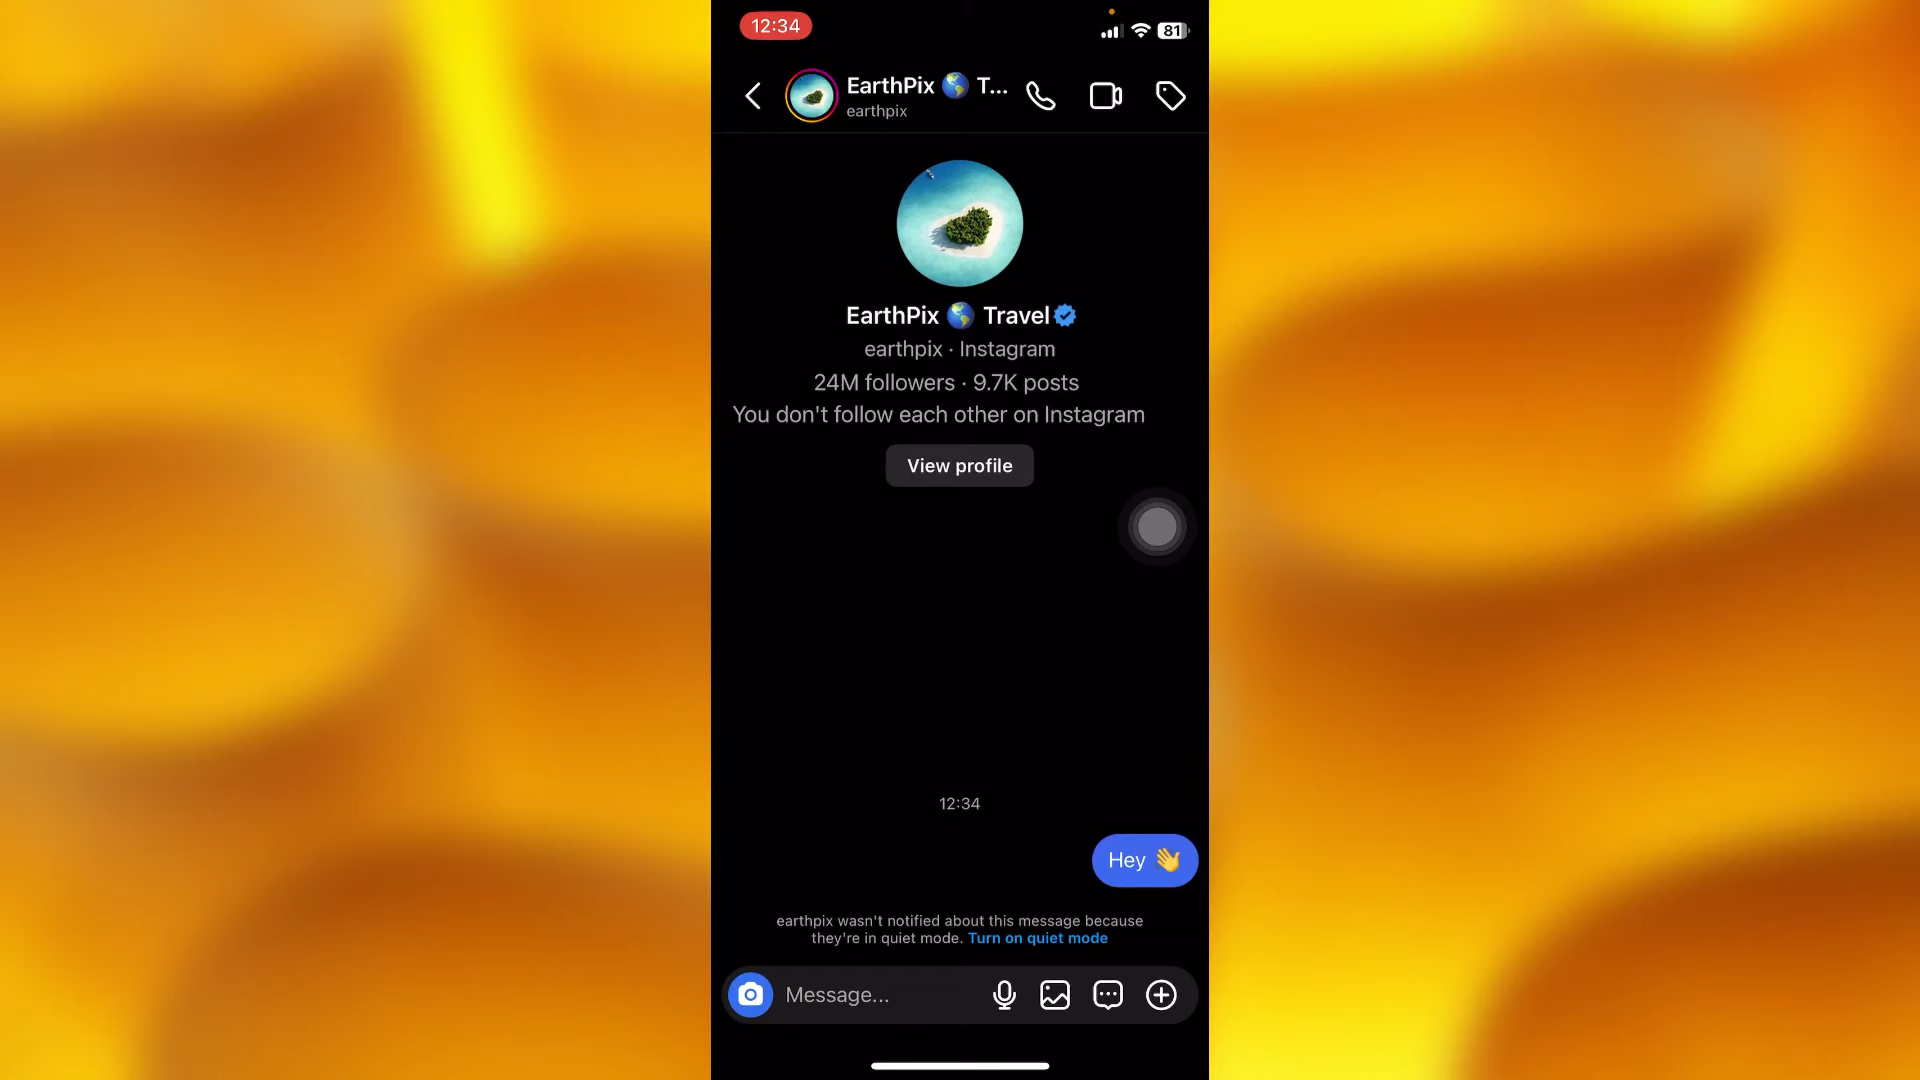 12:34
81
EarthPix 🌎 T...
earthpix
EarthPix 🌎 Travel
earthpix · Instagram
24M followers · 9.7K posts
You don't follow each other on Instagram
View profile
12:34
Hey 👋
earthpix wasn't notified about this message because
they're in quiet mode. Turn on quiet mode
Message...